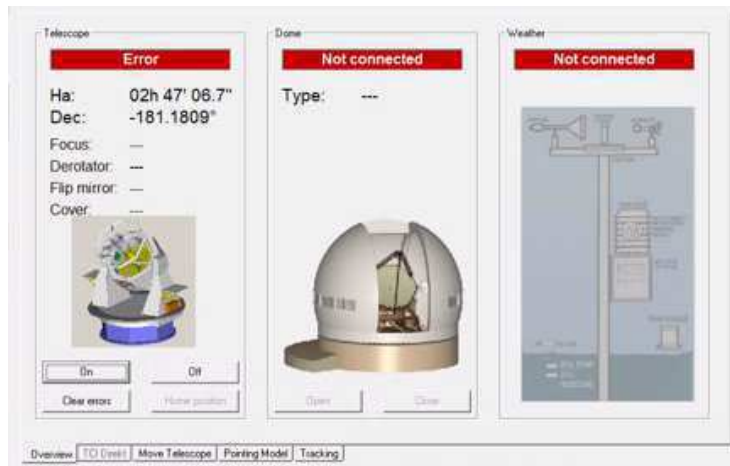 Telescope
Error
Ha: 02h 47' 06.7"
Dec: -181.1809°
Focus: ---
Derotator: ---
Flip mirror: ---
Cover: ---
On Off
Clear errors Home position
Dome
Not connected
Type: ---
Open Close
Weather
Not connected
Overview TCI Direkt Move Telescope Pointing Model Tracking